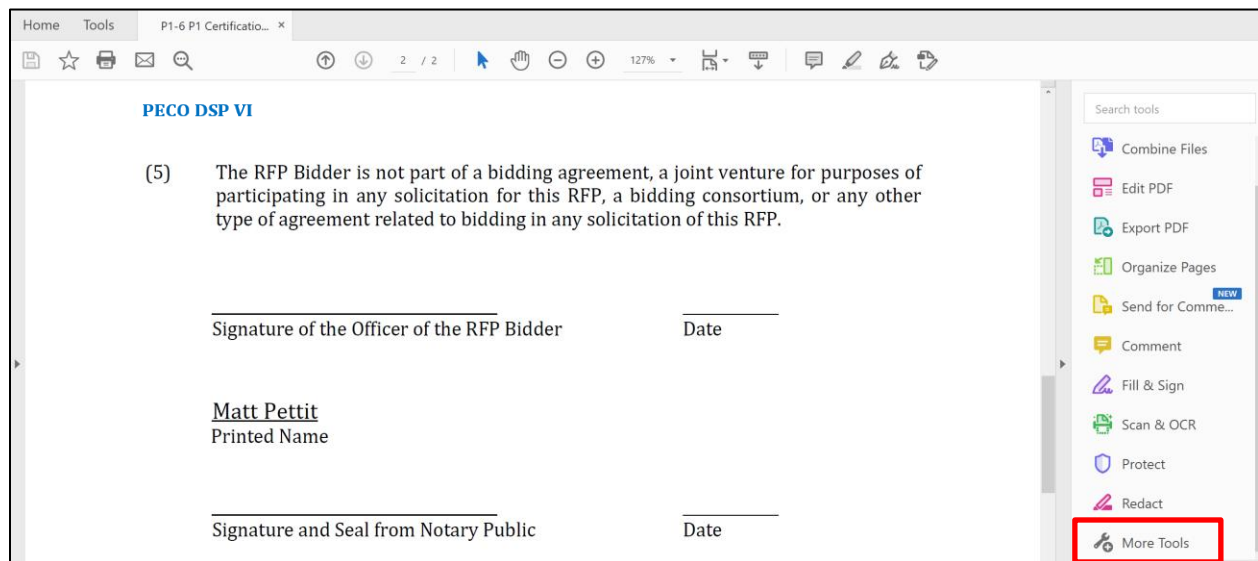 Home Tools P1-6 P1 Certificatio... ×
2 / 2 127%
PECO DSP VI
(5) The RFP Bidder is not part of a bidding agreement, a joint venture for purposes of
participating in any solicitation for this RFP, a bidding consortium, or any other
type of agreement related to bidding in any solicitation of this RFP.
Signature of the Officer of the RFP Bidder Date
Matt Pettit
Printed Name
Signature and Seal from Notary Public Date
Search tools
Combine Files
Edit PDF
Export PDF
Organize Pages
NEW
Send for Comme...
Comment
Fill & Sign
Scan & OCR
Protect
Redact
More Tools